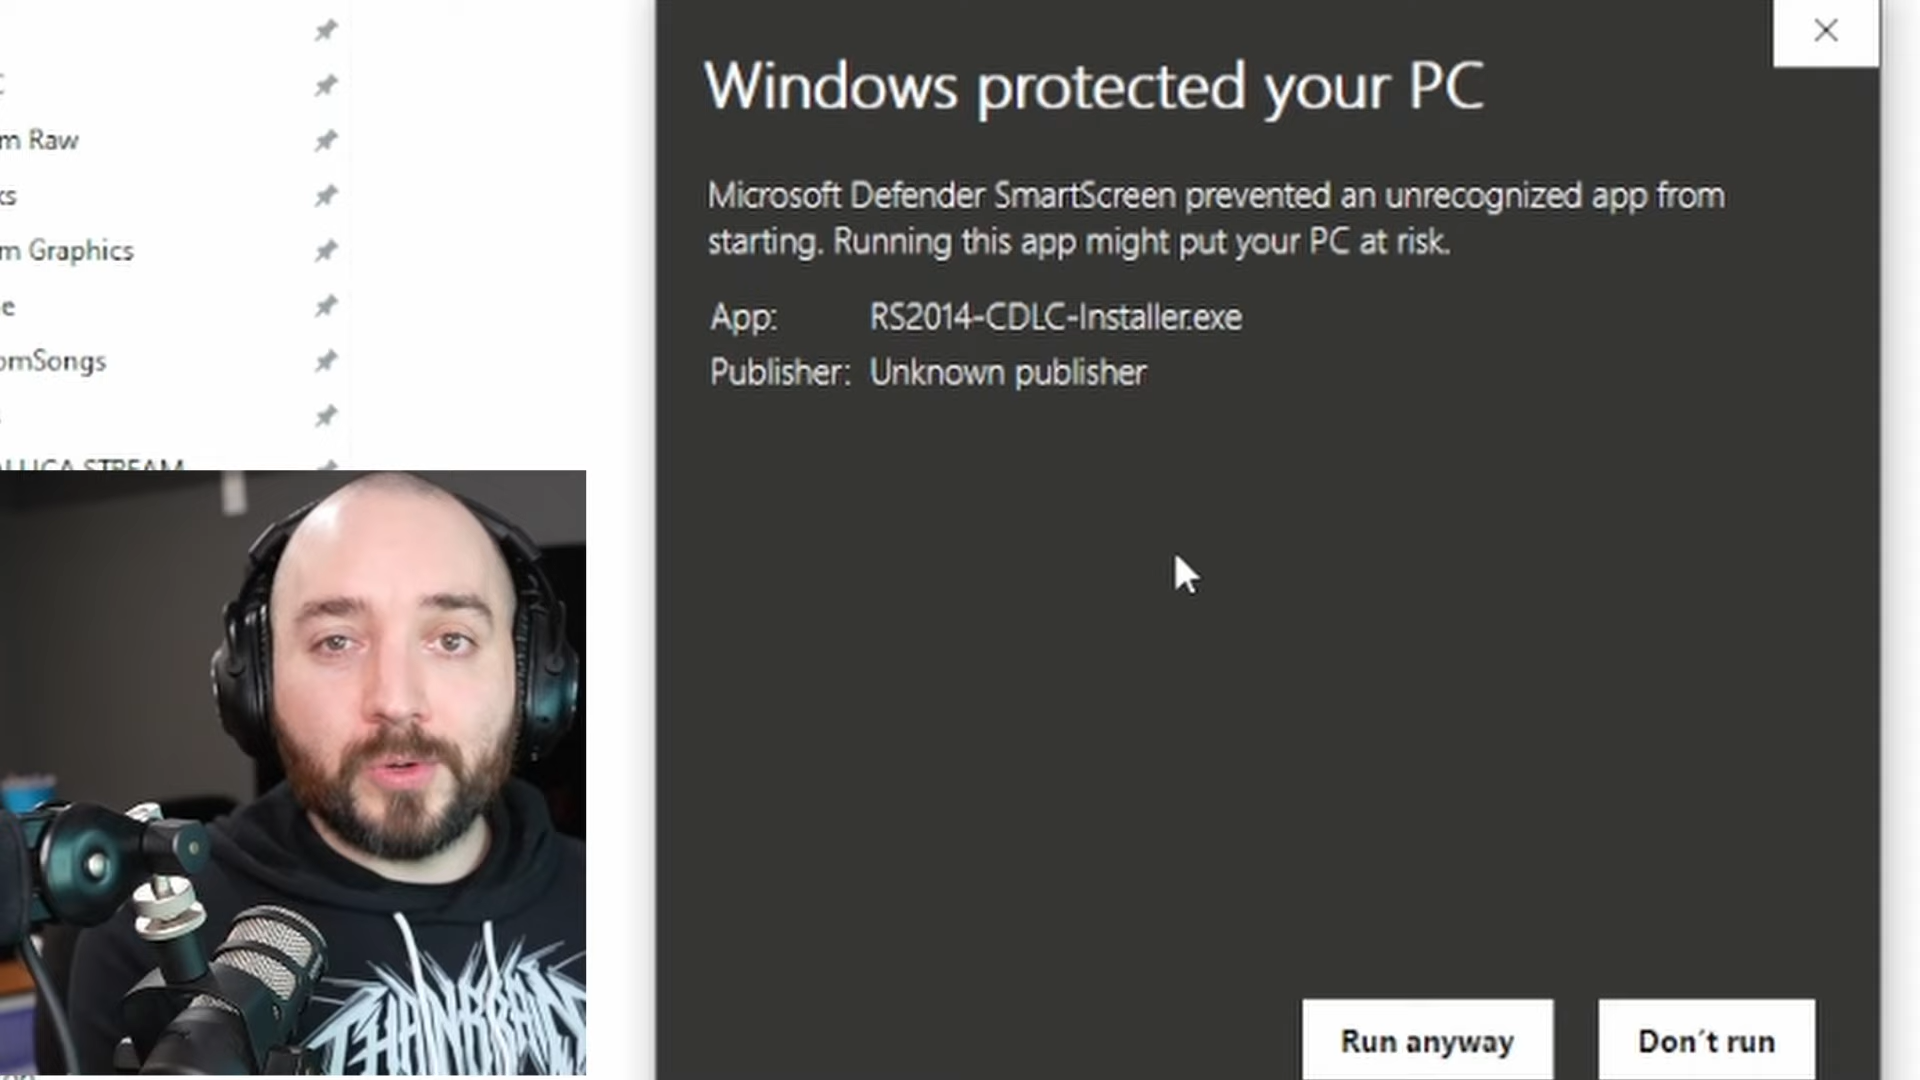 m Raw
ks
m Graphics
e
omSongs
Windows protected your PC
Microsoft Defender SmartScreen prevented an unrecognized app from
starting. Running this app might put your PC at risk.
App: RS2014-CDLC-Installer.exe
Publisher: Unknown publisher
Run anyway
Don't run